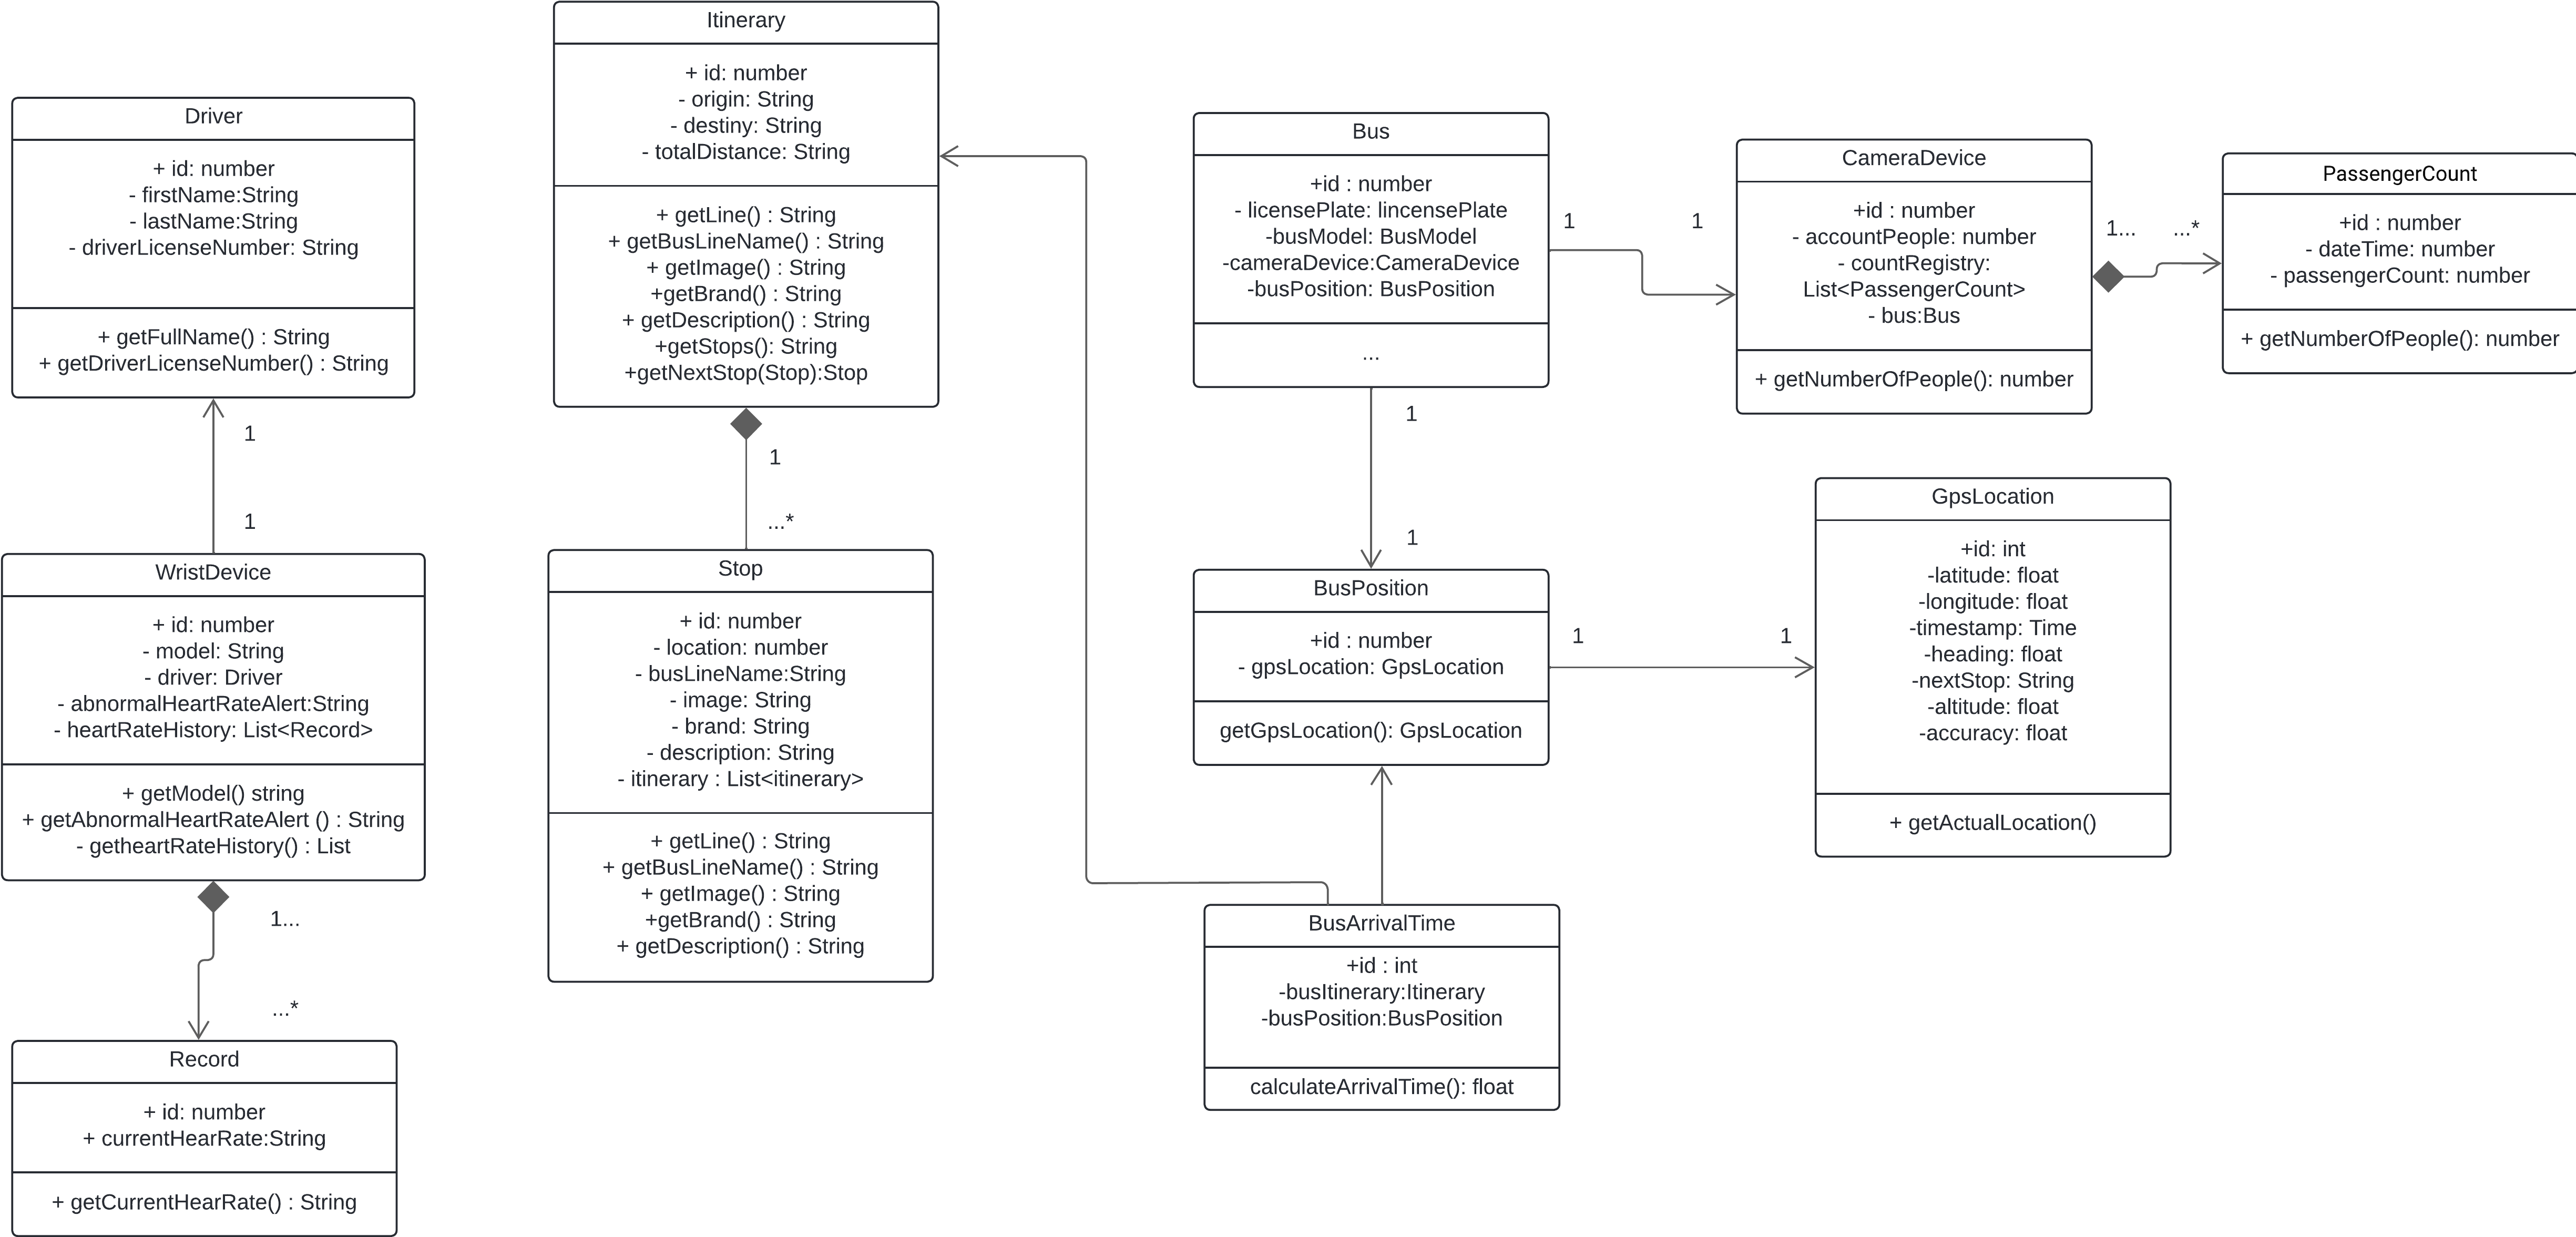 Driver
+ id: number
- firstName:String
- lastName:String
- driverLicenseNumber: String
+ getFullName() : String
+ getDriverLicenseNumber() : String
1
1
WristDevice
+ id: number
- model: String
- driver: Driver
- abnormalHeartRateAlert:String
- heartRateHistory: List<Record>
+ getModel() string
+ getAbnormalHeartRateAlert () : String
- getheartRateHistory() : List
1...
...*
Record
+ id: number
+ currentHearRate:String
+ getCurrentHearRate() : String
Itinerary
+ id: number
- origin: String
- destiny: String
- totalDistance: String
+ getLine() : String
+ getBusLineName() : String
+ getImage() : String
+getBrand() : String
+ getDescription() : String
+getStops(): String
+getNextStop(Stop):Stop
1
...*
Stop
+ id: number
- location: number
- busLineName:String
- image: String
- brand: String
- description: String
- itinerary : List<itinerary>
+ getLine() : String
+ getBusLineName() : String
+ getImage() : String
+getBrand() : String
+ getDescription() : String
Bus
+id : number
- licensePlate: lincensePlate
-busModel: BusModel
-cameraDevice:CameraDevice
-busPosition: BusPosition
...
1
1
1
1
BusPosition
+id : number
- gpsLocation: GpsLocation
getGpsLocation(): GpsLocation
1
1
BusArrivalTime
+id : int
-busItinerary:Itinerary
-busPosition:BusPosition
calculateArrivalTime(): float
CameraDevice
+id : number
- accountPeople: number
- countRegistry:
List<PassengerCount>
- bus:Bus
+ getNumberOfPeople(): number
1...
...*
PassengerCount
+id : number
- dateTime: number
- passengerCount: number
+ getNumberOfPeople(): number
GpsLocation
+id: int
-latitude: float
-longitude: float
-timestamp: Time
-heading: float
-nextStop: String
-altitude: float
-accuracy: float
+ getActualLocation()